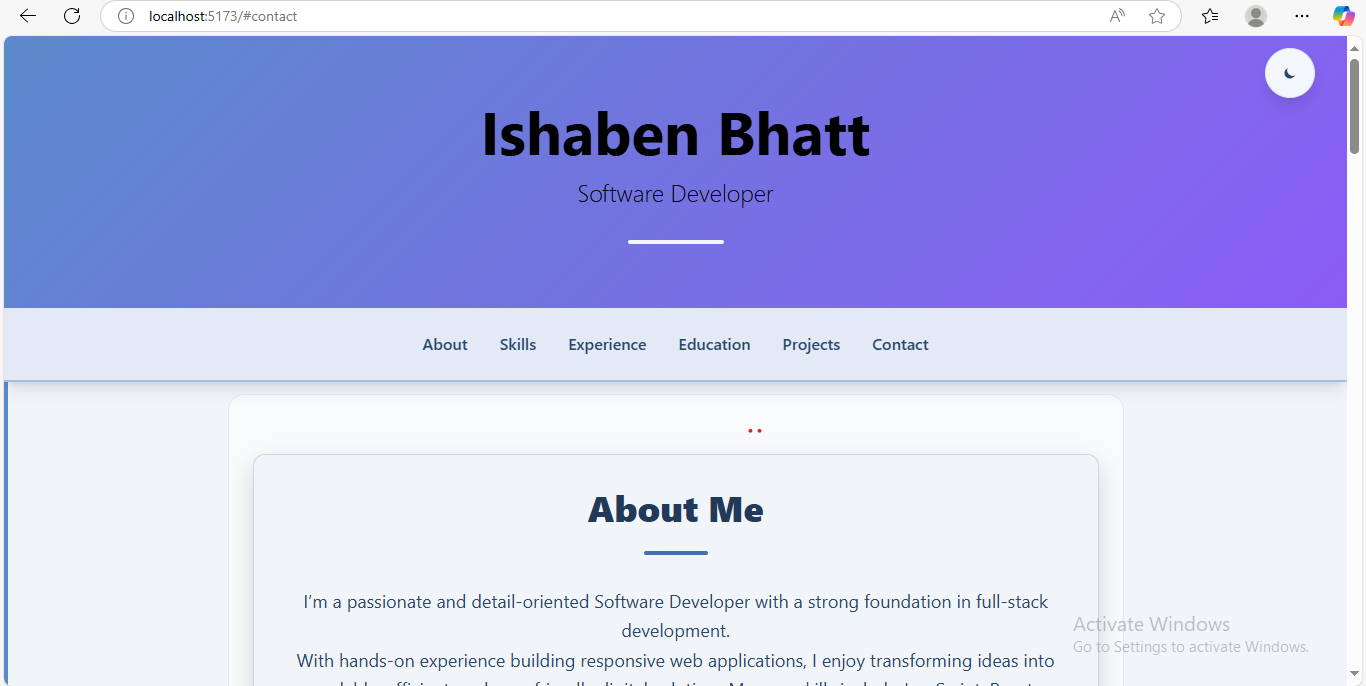 localhost:5173/#contact
Ishaben Bhatt
Software Developer
About Skills Experience Education Projects Contact
About Me
I'm a passionate and detail-oriented Software Developer with a strong foundation in full-stack
development.
With hands-on experience building responsive web applications, I enjoy transforming ideas into
Activate Windows
Go to Settings to activate Windows.